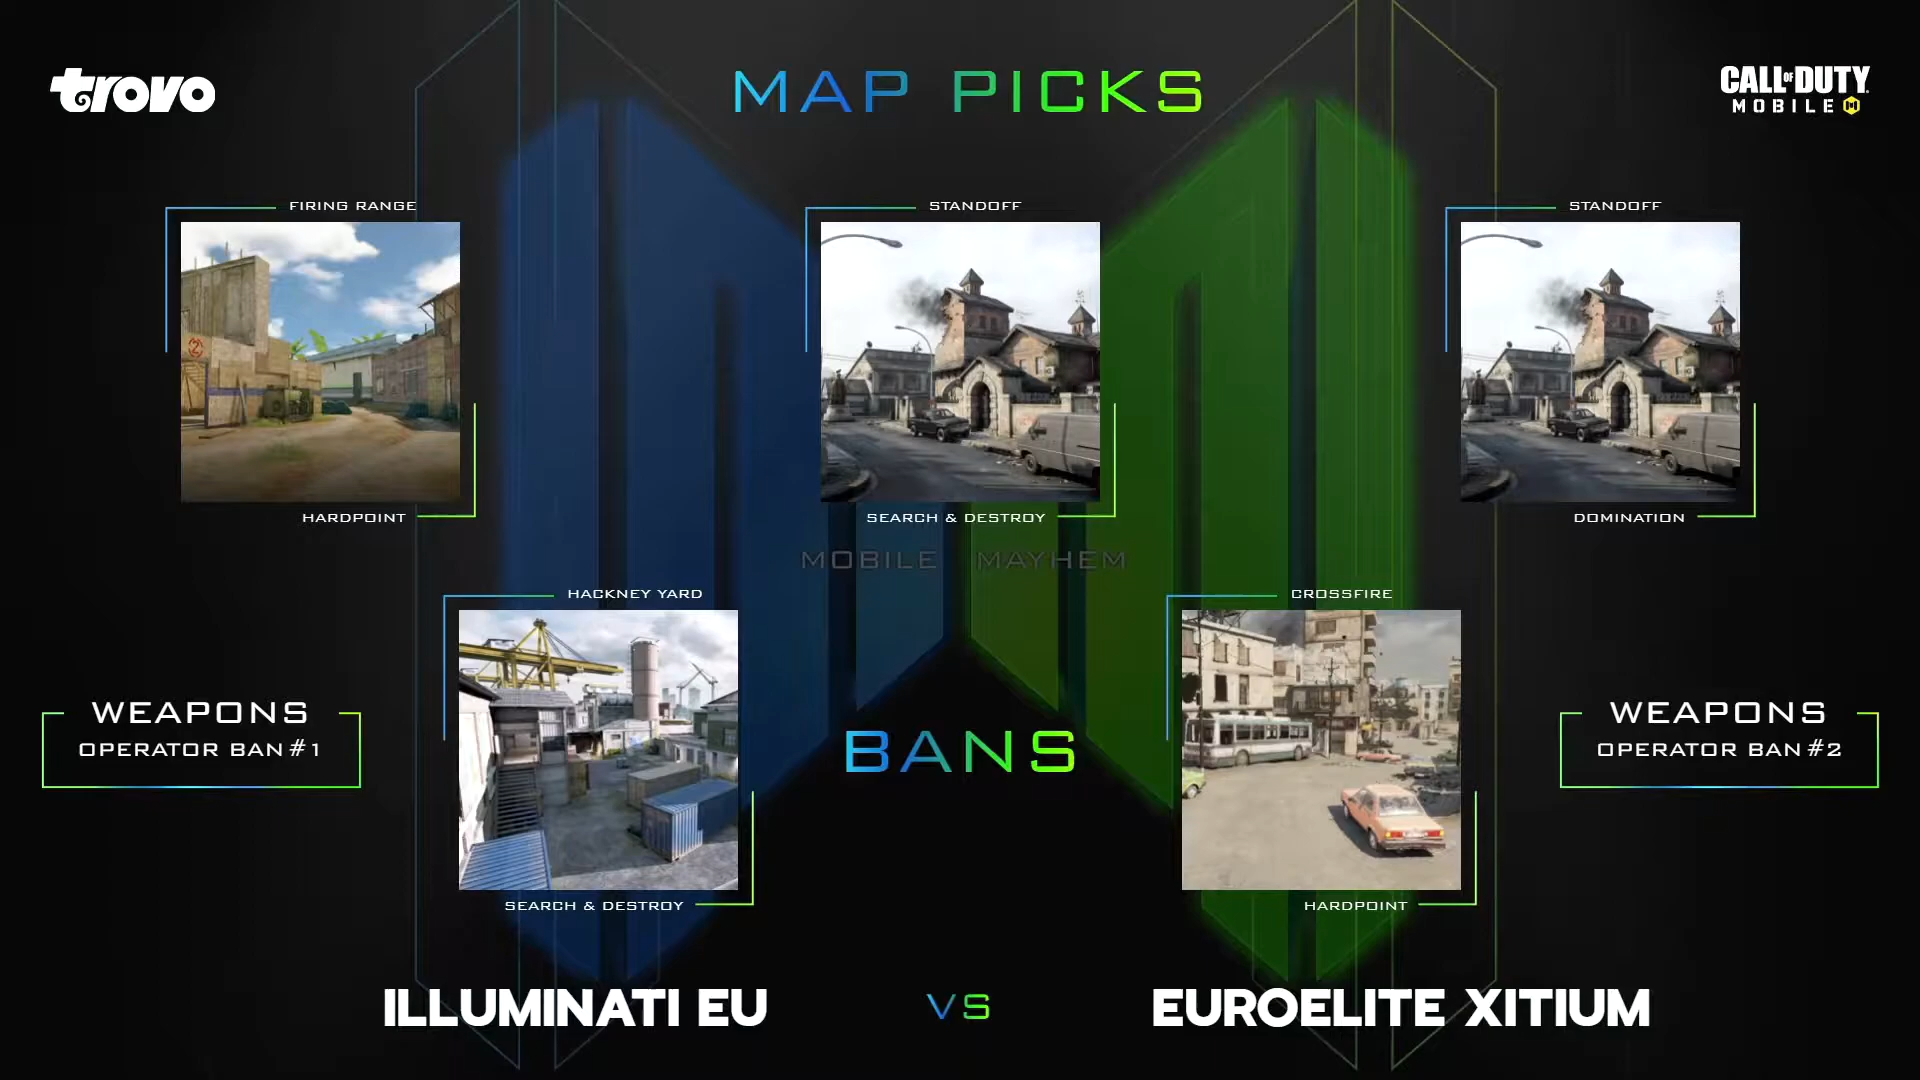 trovo
MAP PICKS
CALL OF DUTY
MOBILE
FIRING RANGE
STANDOFF
STANDOFF
HARDPOINT
SEARCH & DESTROY
DOMINATION
MOBILE MAYHEM
HACKNEY YARD
CROSSFIRE
WEAPONS
OPERATOR BAN #1
BANS
WEAPONS
OPERATOR BAN #2
SEARCH & DESTROY
HARDPOINT
ILLUMINATI EU
VS
EUROELITE XITIUM